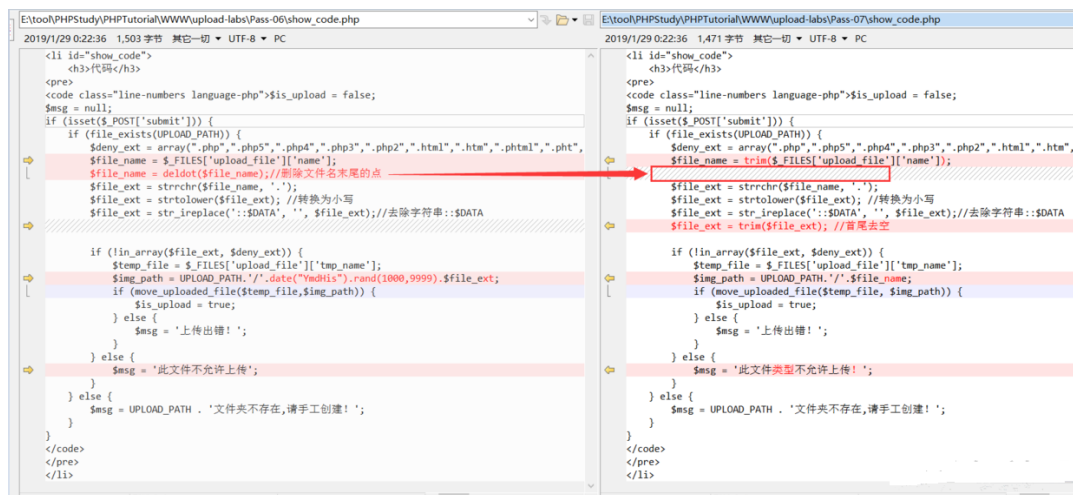 E:\tool\PHPStudy\PHPTutorial\WWW\upload-labs\Pass-06\show_code.php
2019/1/29 0:22:36 1,503 字节 其它一切 ▾ UTF-8 ▾ PC
<li id="show_code">
<h3>代码</h3>
<pre>
<code class="line-numbers language-php">$is_upload = false;
$msg = null;
if (isset($_POST['submit'])) {
if (file_exists(UPLOAD_PATH)) {
$deny_ext = array(".php",".php5",".php4",".php3",".php2",".html",".htm",".phtml",".pht",
$file_name = $_FILES['upload_file']['name'];
$file_name = deldot($file_name);//删除文件名末尾的点
$file_ext = strrchr($file_name, '.');
$file_ext = strtolower($file_ext); //转换为小写
$file_ext = str_ireplace('::$DATA', '', $file_ext);//去除字符串::$DATA
if (!in_array($file_ext, $deny_ext)) {
$temp_file = $_FILES['upload_file']['tmp_name'];
$img_path = UPLOAD_PATH.'/'.date("YmdHis").rand(1000,9999).$file_ext;
if (move_uploaded_file($temp_file,$img_path)) {
$is_upload = true;
} else {
$msg = '上传出错！';
}
} else {
$msg = '此文件不允许上传';
}
} else {
$msg = UPLOAD_PATH . '文件夹不存在,请手工创建！';
}
}
</code>
</pre>
</li>
E:\tool\PHPStudy\PHPTutorial\WWW\upload-labs\Pass-07\show_code.php
2019/1/29 0:22:36 1,471 字节 其它一切 ▾ UTF-8 ▾ PC
<li id="show_code">
<h3>代码</h3>
<pre>
<code class="line-numbers language-php">$is_upload = false;
$msg = null;
if (isset($_POST['submit'])) {
if (file_exists(UPLOAD_PATH)) {
$deny_ext = array(".php",".php5",".php4",".php3",".php2",".html",".htm",
$file_name = trim($_FILES['upload_file']['name']);
$file_ext = strrchr($file_name, '.');
$file_ext = strtolower($file_ext); //转换为小写
$file_ext = str_ireplace('::$DATA', '', $file_ext);//去除字符串::$DATA
$file_ext = trim($file_ext); //首尾去空
if (!in_array($file_ext, $deny_ext)) {
$temp_file = $_FILES['upload_file']['tmp_name'];
$img_path = UPLOAD_PATH.'/'.$file_name;
if (move_uploaded_file($temp_file, $img_path)) {
$is_upload = true;
} else {
$msg = '上传出错！';
}
} else {
$msg = '此文件类型不允许上传！';
}
} else {
$msg = UPLOAD_PATH . '文件夹不存在,请手工创建！';
}
}
</code>
</pre>
</li>